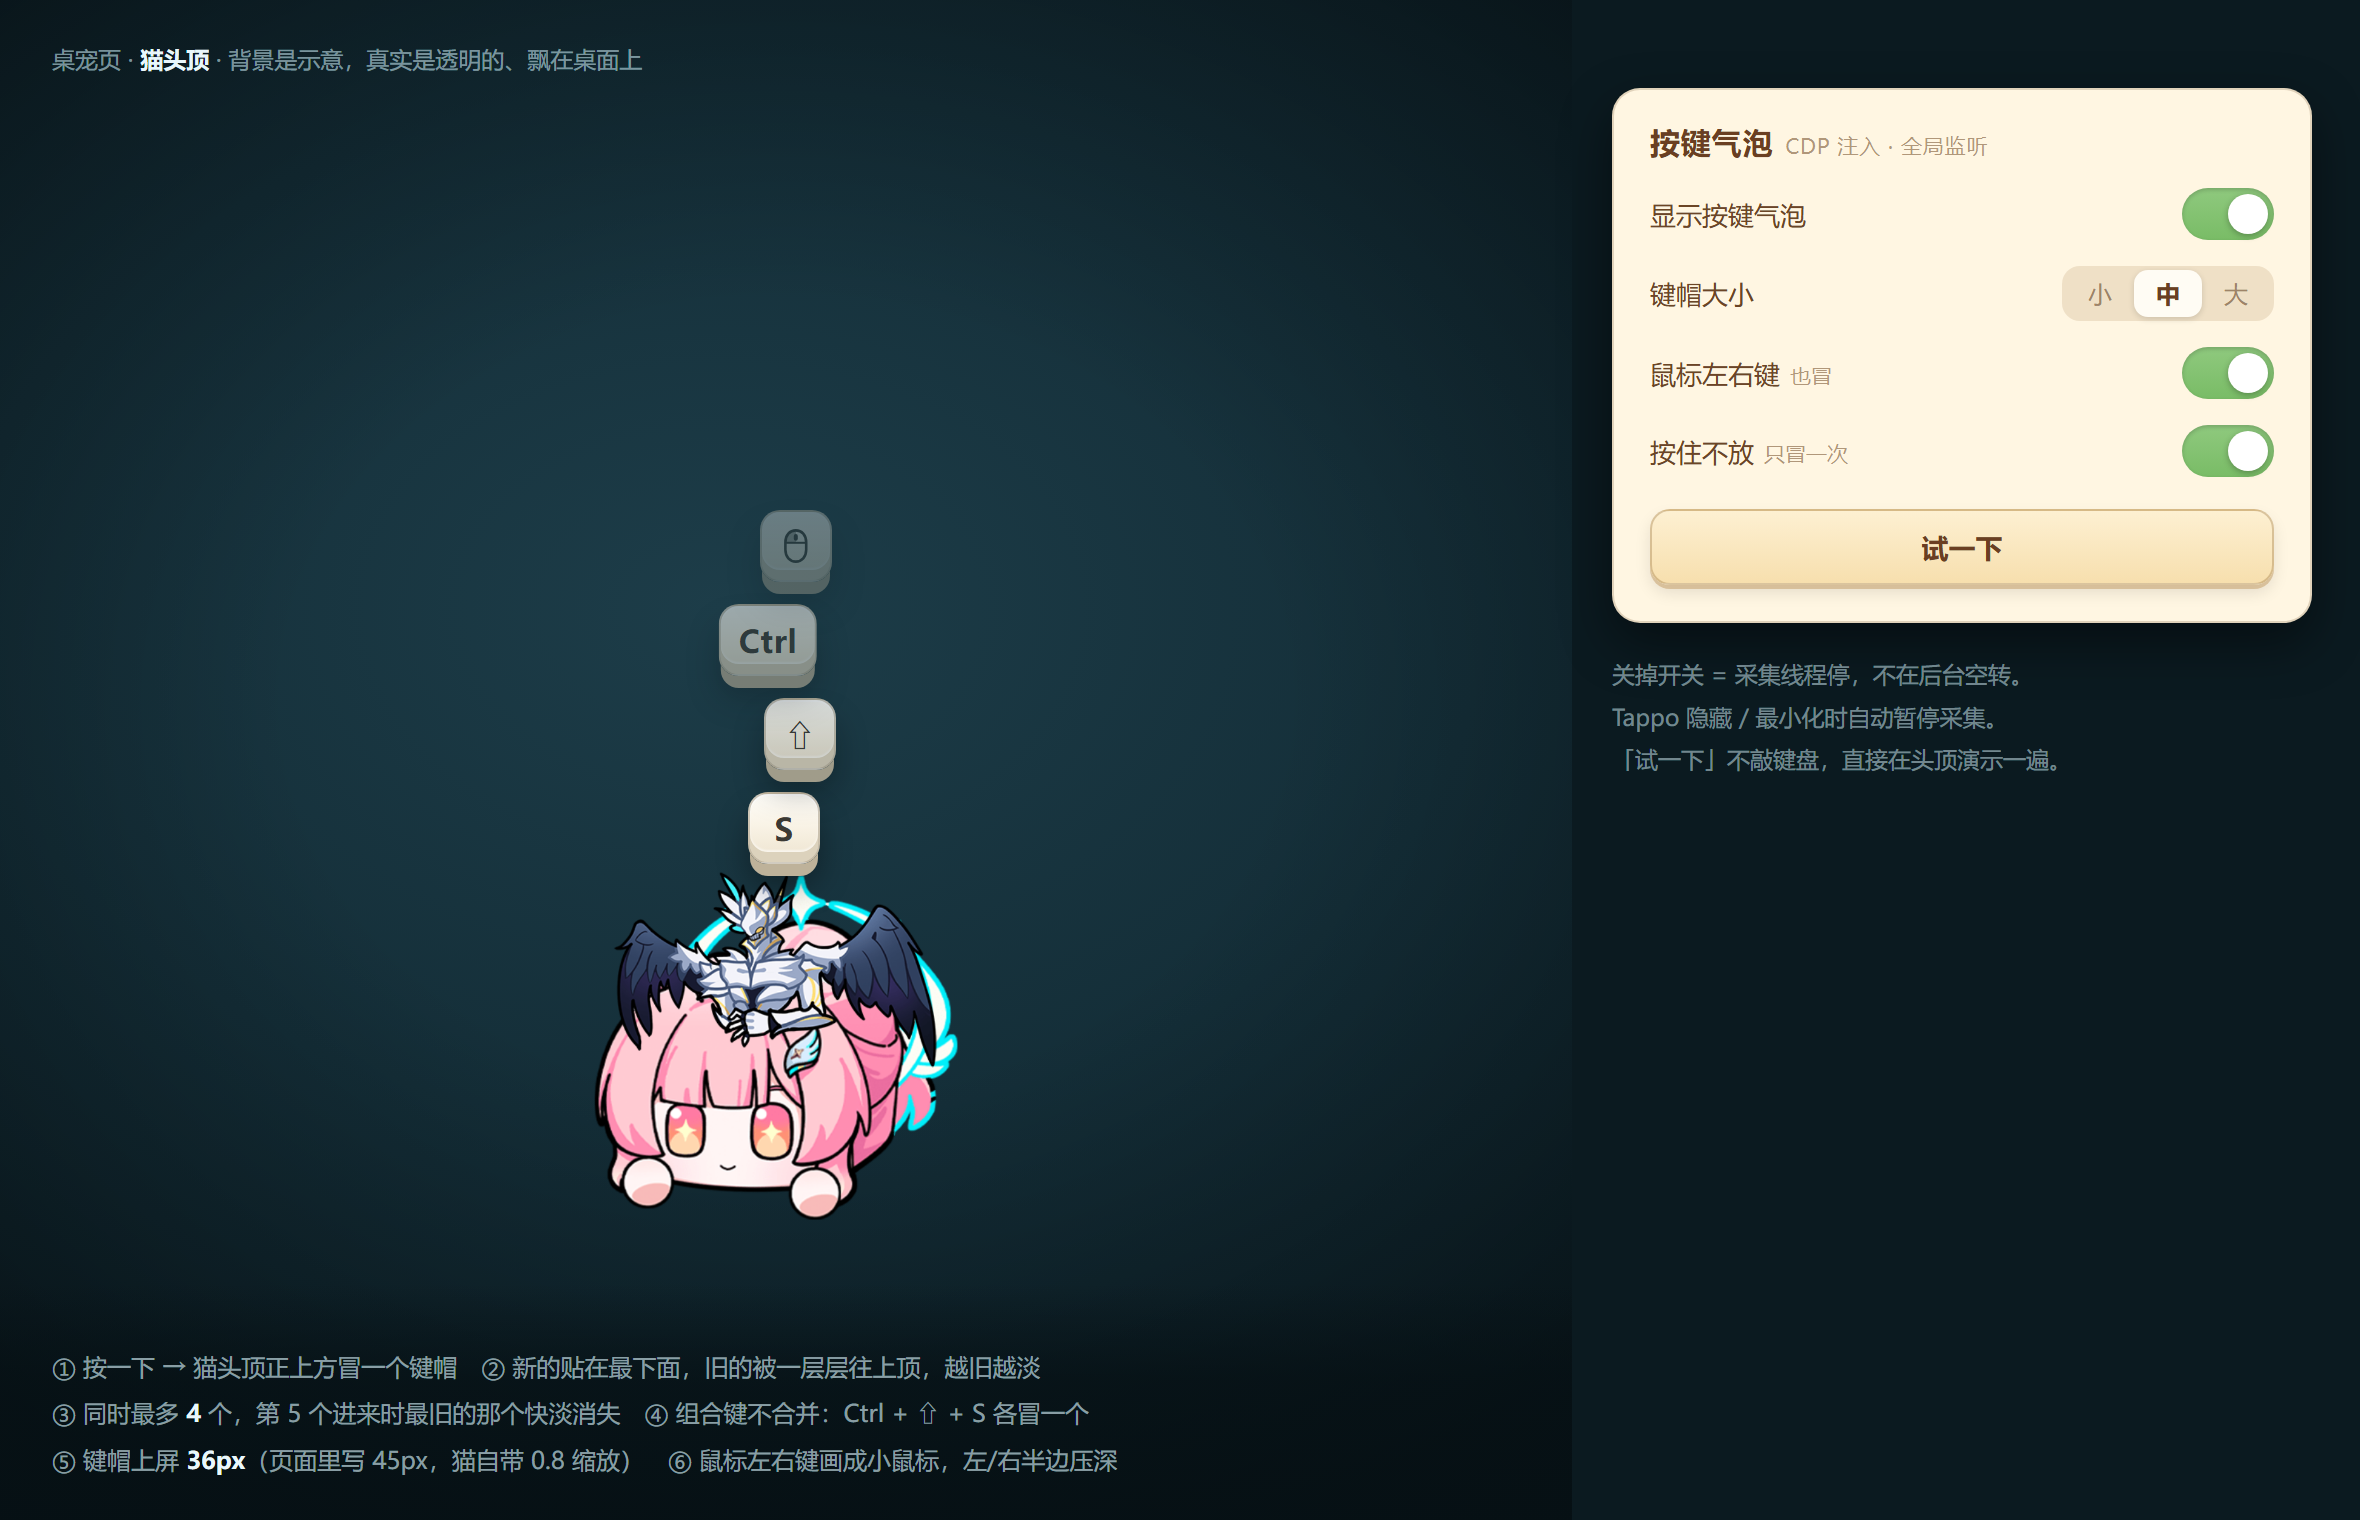 桌宠页 · 猫头顶 · 背景是示意，真实是透明的、飘在桌面上
Ctrl
⇧
S
① 按一下 → 猫头顶正上方冒一个键帽 ② 新的贴在最下面，旧的被一层层往上顶，越旧越淡
③ 同时最多 4 个，第 5 个进来时最旧的那个快淡消失 ④ 组合键不合并：Ctrl + ⇧ + S 各冒一个
⑤ 键帽上屏 36px（页面里写 45px，猫自带 0.8 缩放） ⑥ 鼠标左右键画成小鼠标，左/右半边压深
按键气泡 CDP 注入 · 全局监听
显示按键气泡
键帽大小 小 中 大
鼠标左右键 也冒
按住不放 只冒一次
试一下
关掉开关 = 采集线程停，不在后台空转。
Tappo 隐藏 / 最小化时自动暂停采集。
「试一下」不敲键盘，直接在头顶演示一遍。